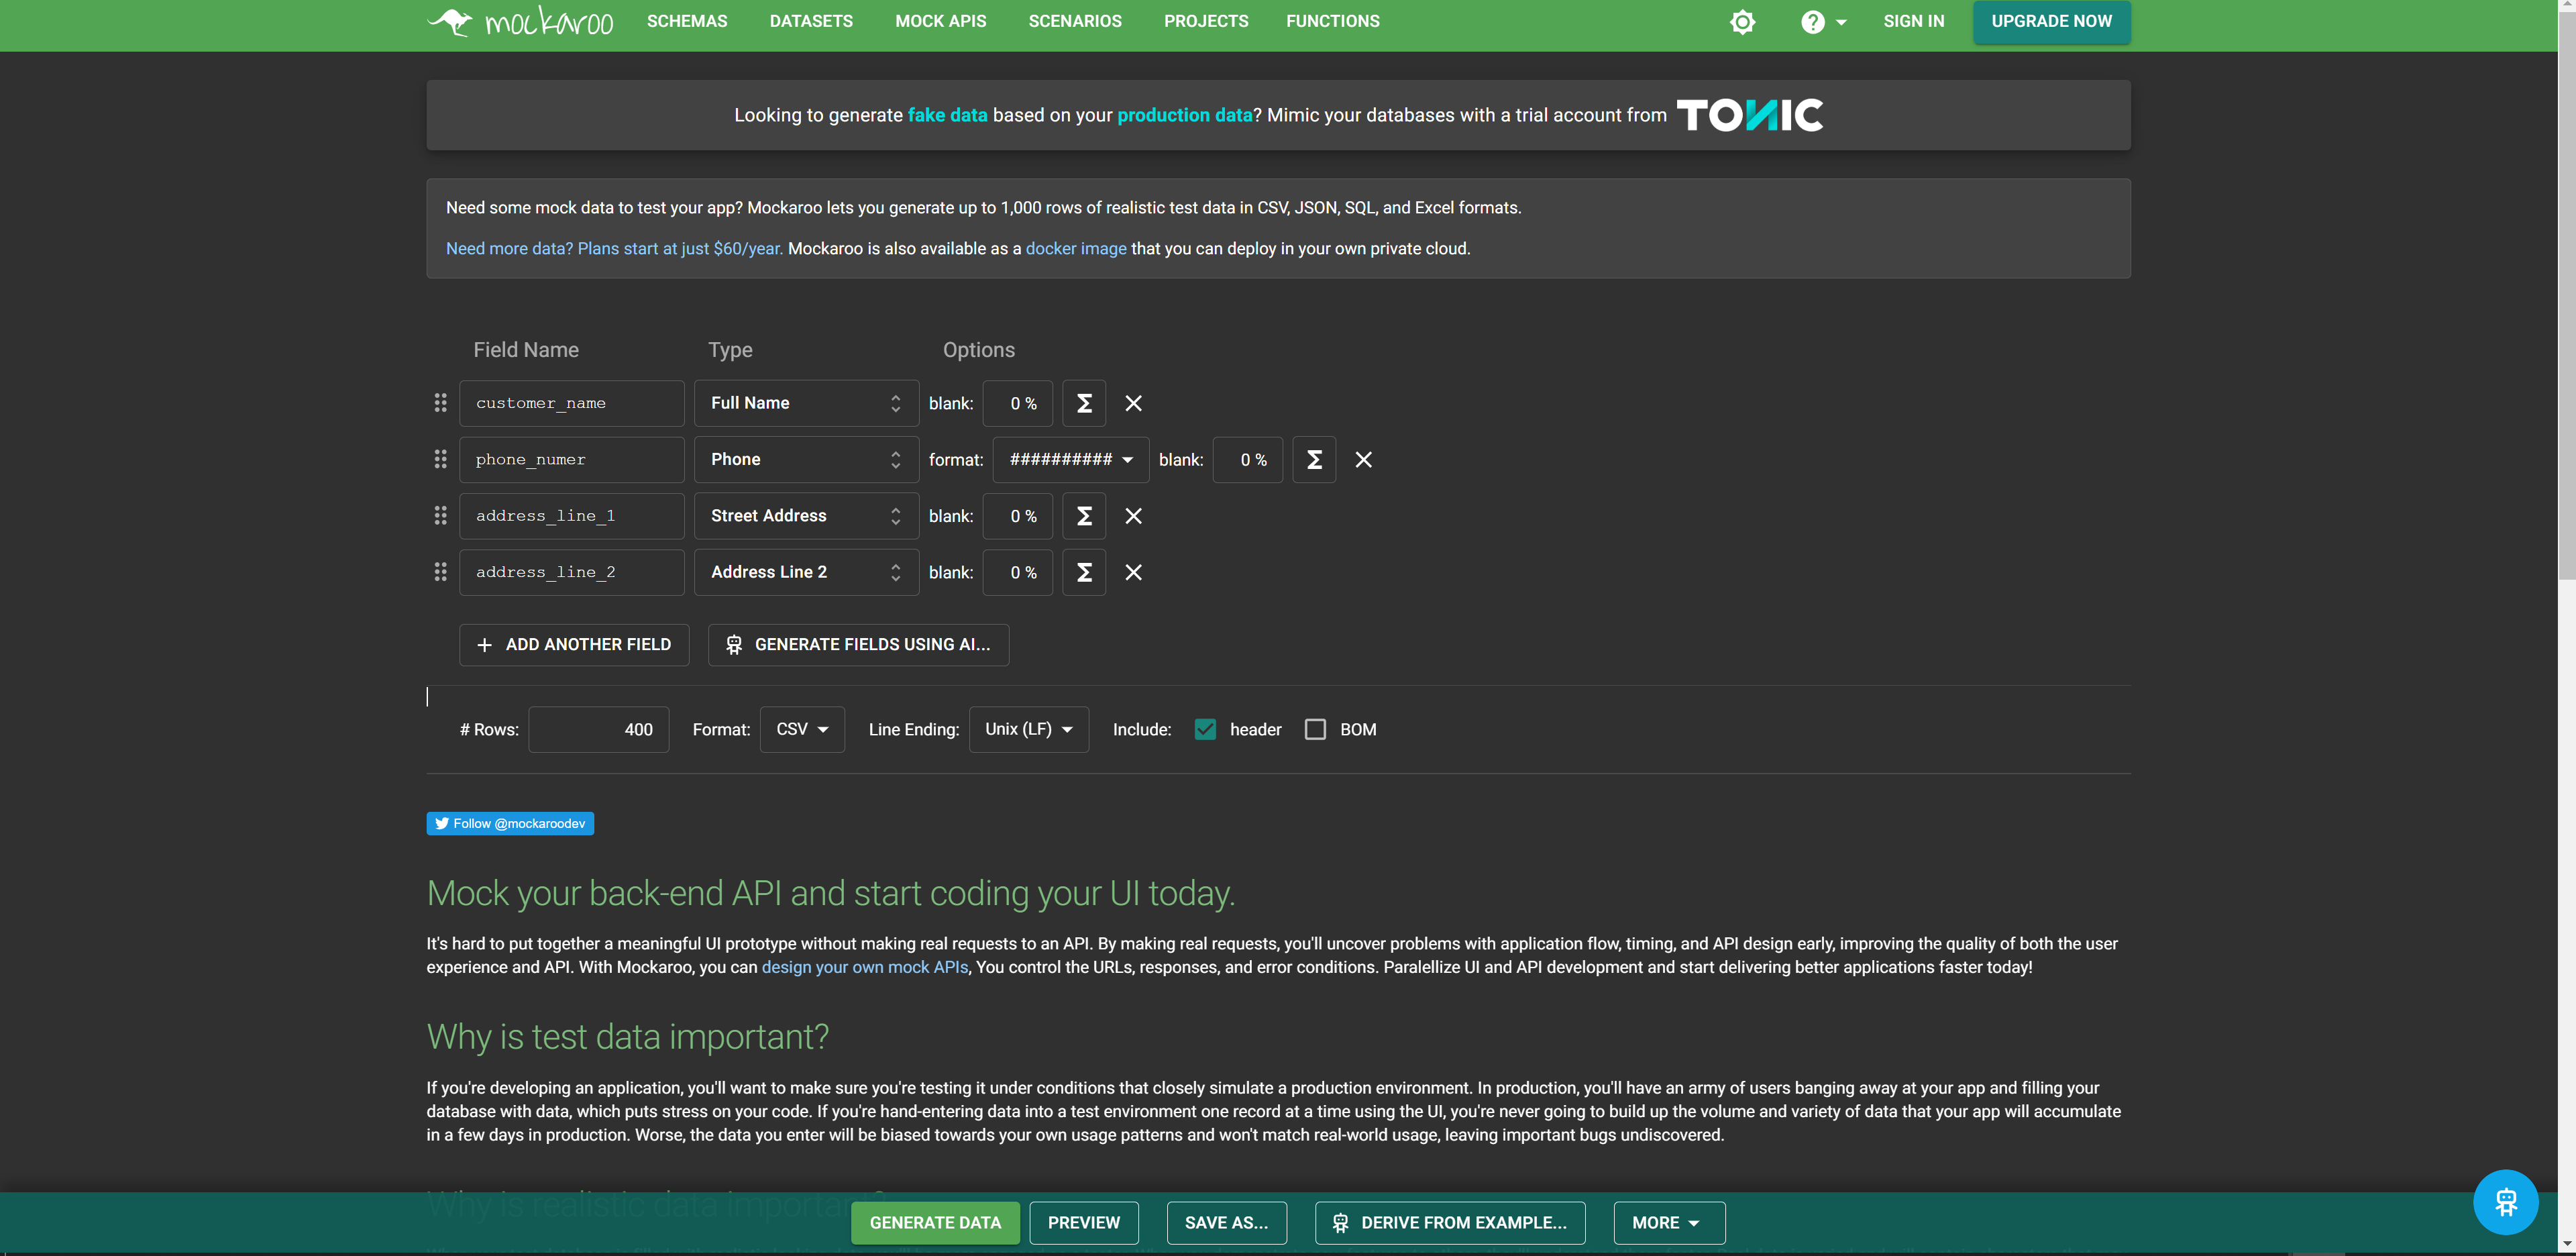 mockaroo SCHEMAS DATASETS MOCK APIS SCENARIOS PROJECTS FUNCTIONS SIGN IN UPGRADE NOW
Looking to generate fake data based on your production data? Mimic your databases with a trial account from TONIC
Need some mock data to test your app? Mockaroo lets you generate up to 1,000 rows of realistic test data in CSV, JSON, SQL, and Excel formats.
Need more data? Plans start at just $60/year. Mockaroo is also available as a docker image that you can deploy in your own private cloud.
Field Name Type Options
customer_name Full Name blank: 0 % Σ
phone_numer Phone format: ########## blank: 0 % Σ
address_line_1 Street Address blank: 0 % Σ
address_line_2 Address Line 2 blank: 0 % Σ
ADD ANOTHER FIELD GENERATE FIELDS USING AI...
# Rows: 400 Format: CSV Line Ending: Unix (LF) Include: header BOM
Follow @mockaroodev
Mock your back-end API and start coding your UI today.
It's hard to put together a meaningful UI prototype without making real requests to an API. By making real requests, you'll uncover problems with application flow, timing, and API design early, improving the quality of both the user
experience and API. With Mockaroo, you can design your own mock APIs, You control the URLs, responses, and error conditions. Paralellize UI and API development and start delivering better applications faster today!
Why is test data important?
If you're developing an application, you'll want to make sure you're testing it under conditions that closely simulate a production environment. In production, you'll have an army of users banging away at your app and filling your
database with data, which puts stress on your code. If you're hand-entering data into a test environment one record at a time using the UI, you're never going to build up the volume and variety of data that your app will accumulate
in a few days in production. Worse, the data you enter will be biased towards your own usage patterns and won't match real-world usage, leaving important bugs undiscovered.
Why is realistic data important?
GENERATE DATA PREVIEW SAVE AS... DERIVE FROM EXAMPLE... MORE